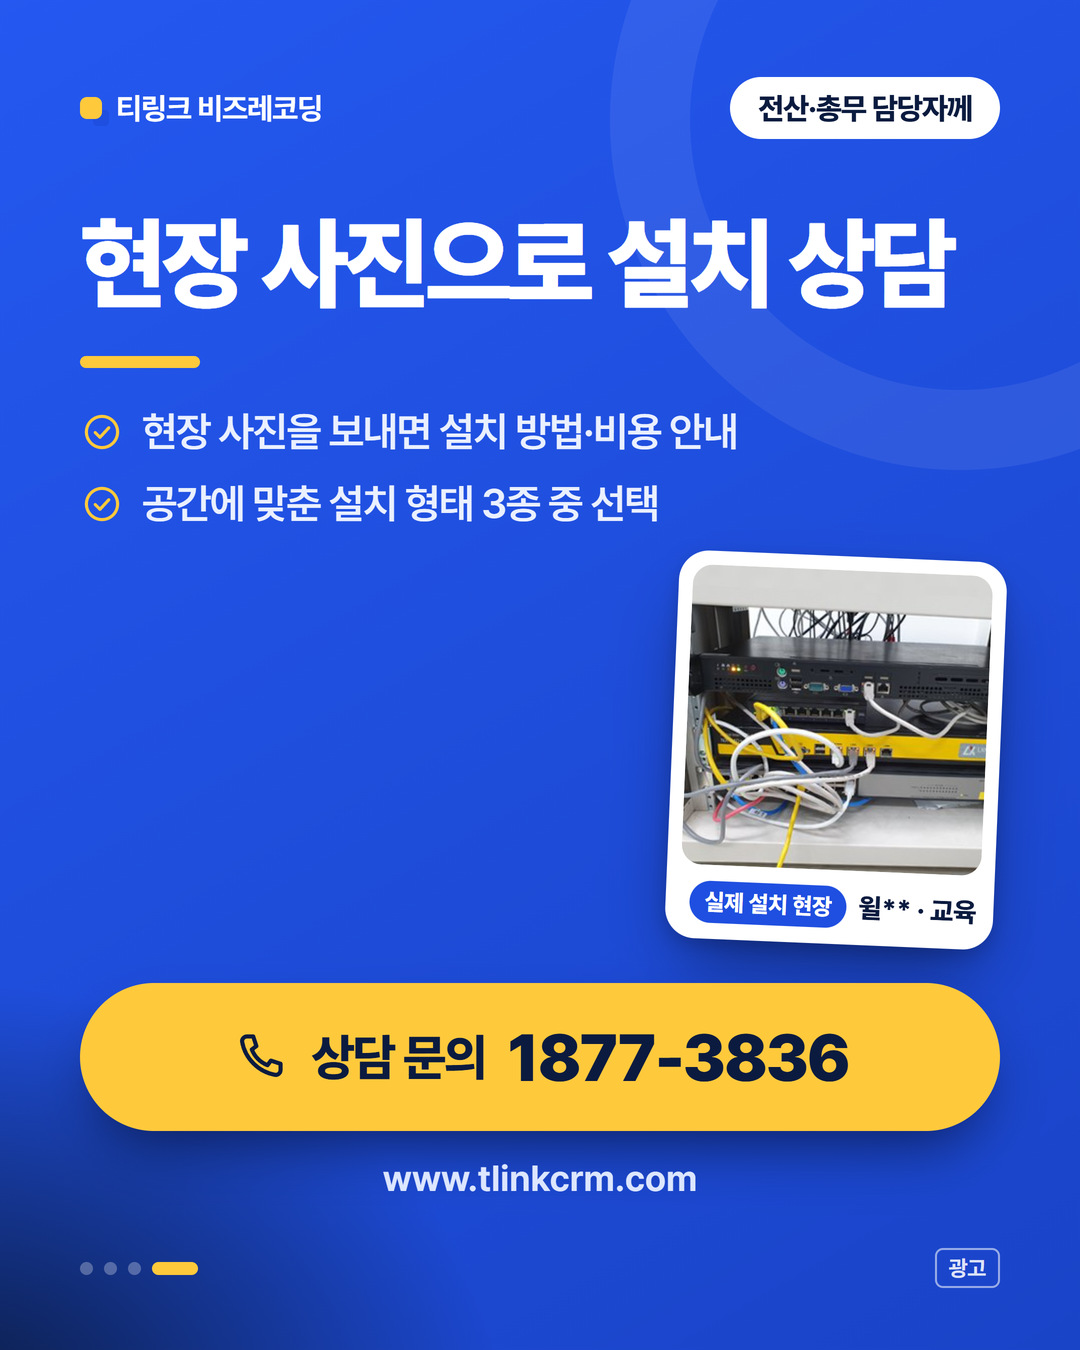 티링크 비즈레코딩
전산·총무 담당자께
현장 사진으로 설치 상담
현장 사진을 보내면 설치 방법·비용 안내
공간에 맞춘 설치 형태 3종 중 선택
실제 설치 현장
윌** · 교육
상담 문의 1877-3836
www.tlinkcrm.com
광고